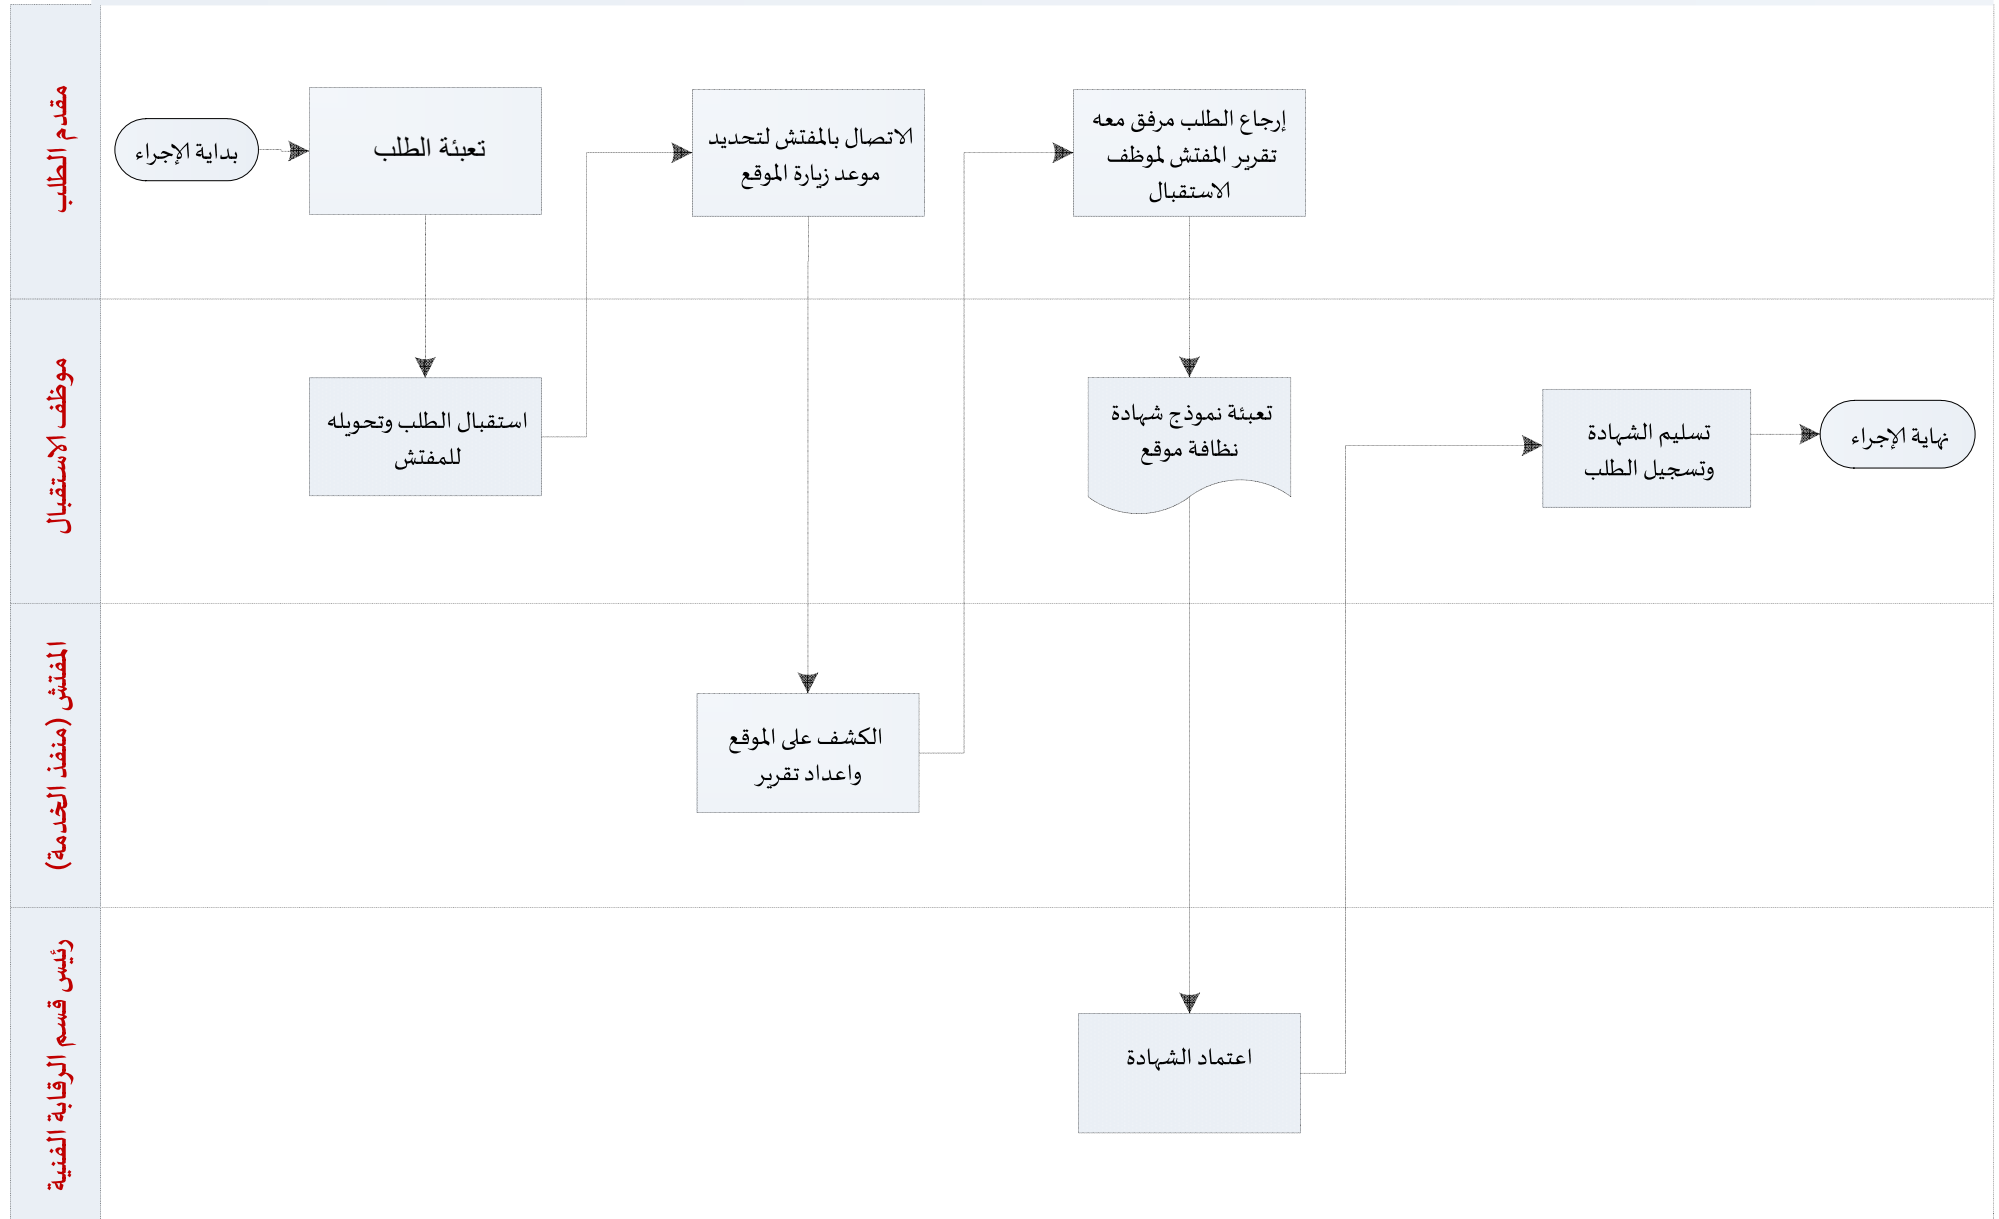 مقدم الطلب
بداية الإجراء
تعبئة الطلب
الاتصال بالمفتش لتحديد
موعد زيارة الموقع
إرجاع الطلب مرفق معه
تقرير المفتش لموظف
الاستقبال
موظف الاستقبال
استقبال الطلب وتحويله
للمفتش
تعبئة نموذج شهادة
نظافة موقع
تسليم الشهادة
وتسجيل الطلب
نهاية الإجراء
المفتش (منفذ الخدمة)
الكشف على الموقع
واعداد تقرير
رئيس قسم الرقابة الفنية
اعتماد الشهادة